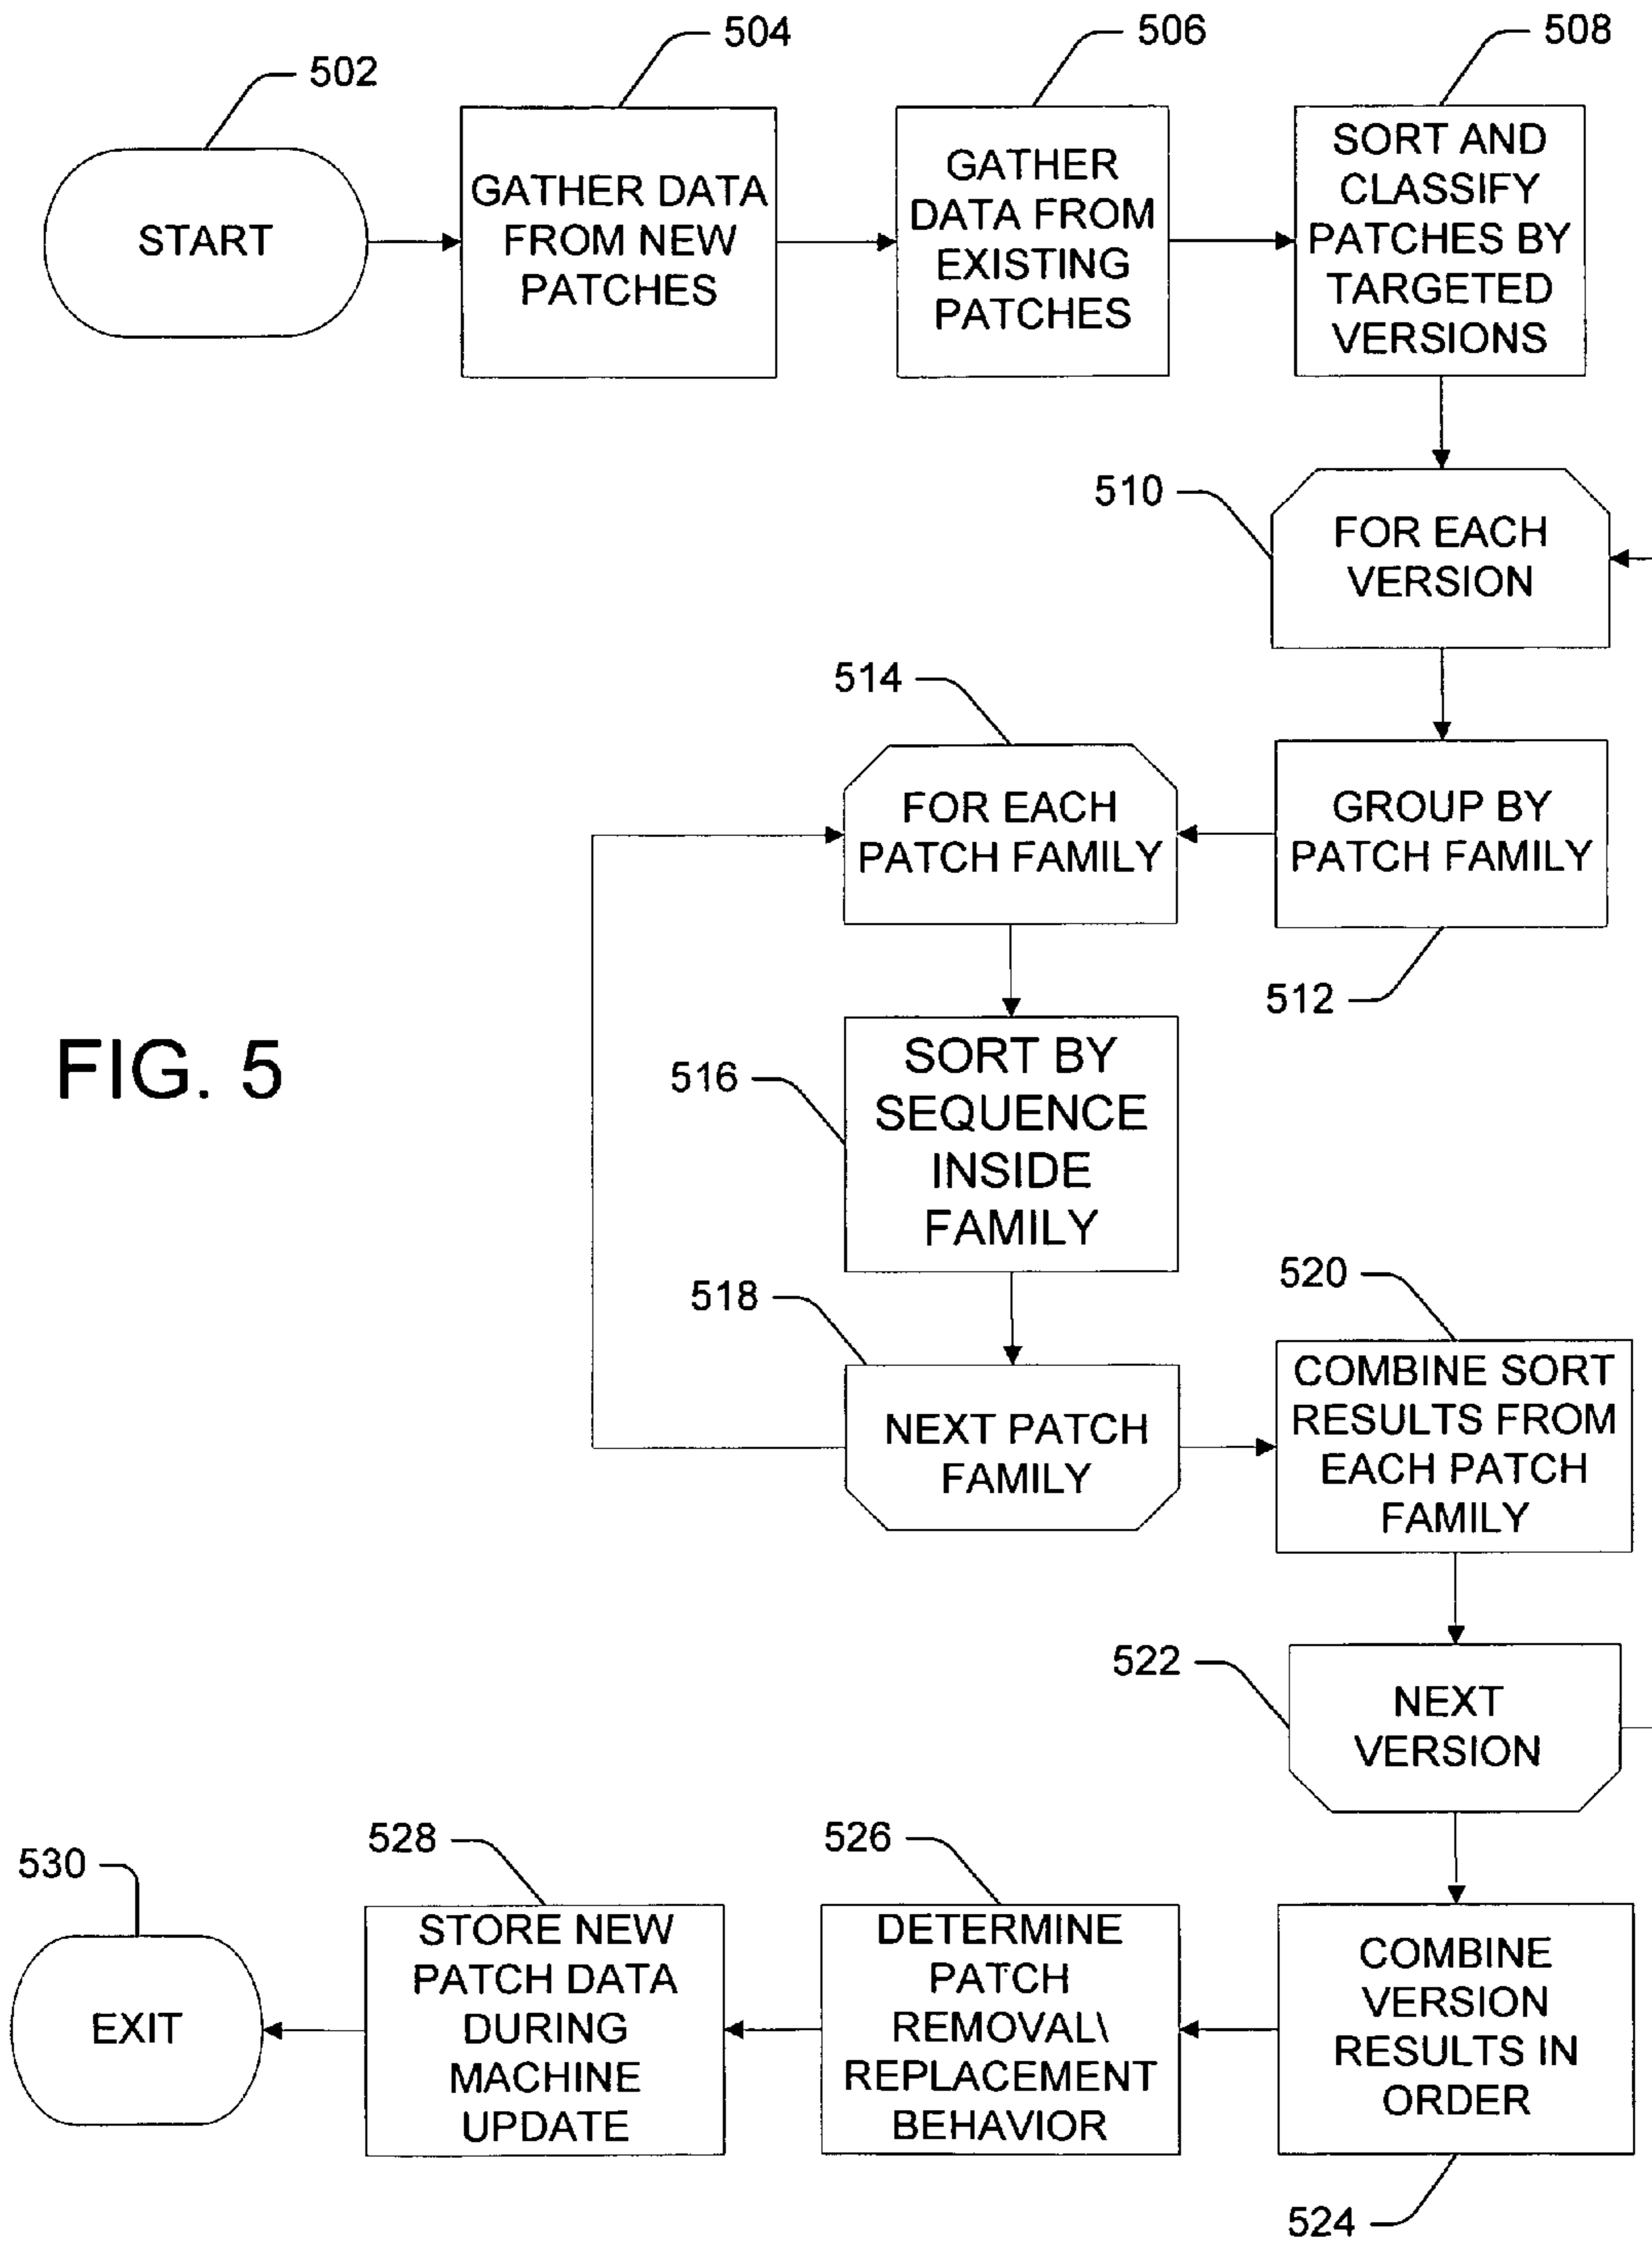 502
504
506
508
START
GATHER DATA
FROM NEW
PATCHES
GATHER
DATA FROM
EXISTING
PATCHES
SORT AND
CLASSIFY
PATCHES BY
TARGETED
VERSIONS
510
FOR EACH
VERSION
514
FOR EACH
PATCH FAMILY
GROUP BY
PATCH FAMILY
512
FIG. 5
516
SORT BY
SEQUENCE
INSIDE
FAMILY
518
NEXT PATCH
FAMILY
520
COMBINE SORT
RESULTS FROM
EACH PATCH
FAMILY
522
NEXT
VERSION
530
528
526
EXIT
STORE NEW
PATCH DATA
DURING
MACHINE
UPDATE
DETERMINE
PATCH
REMOVAL\
REPLACEMENT
BEHAVIOR
COMBINE
VERSION
RESULTS IN
ORDER
524